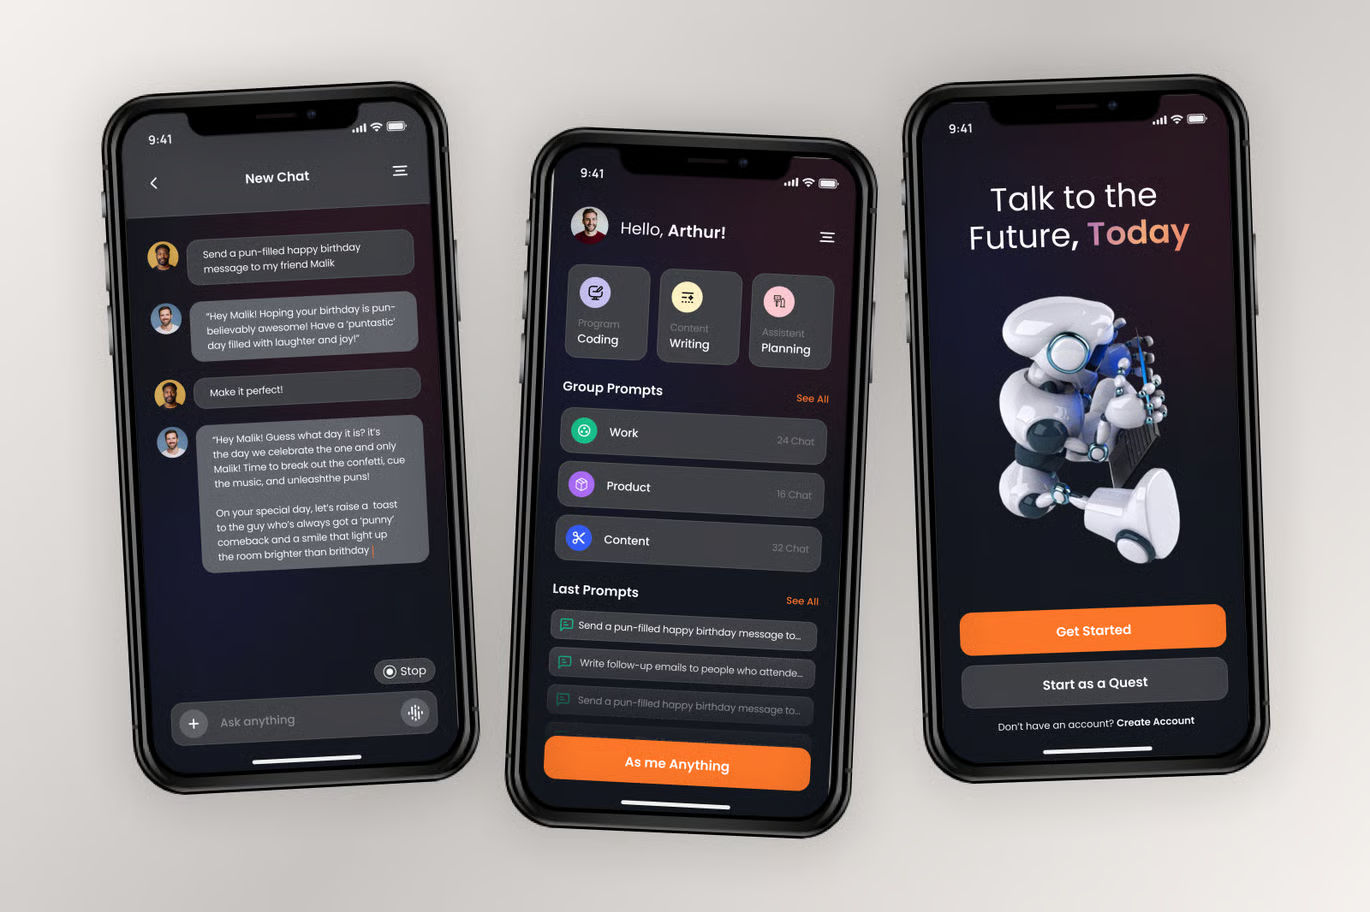 9:41
New Chat
Send a pun-filled happy birthday
message to my friend Malik
“Hey Malik! Hoping your birthday is pun-
believably awesome! Have a ‘puntastic’
day filled with laughter and joy!”
Make it perfect!
“Hey Malik! Guess what day it is? it’s
the day we celebrate the one and only
Malik! Time to break out the confetti, cue
the music, and unleashthe puns!
On your special day, let’s raise a toast
to the guy who’s always got a ‘punny’
comeback and a smile that light up
the room brighter than brithday
Stop
Ask anything
9:41
Hello, Arthur!
Program
Coding
Content
Writing
Assistent
Planning
Group Prompts
See All
Work
24 Chat
Product
16 Chat
Content
32 Chat
Last Prompts
See All
Send a pun-filled happy birthday message to...
Write follow-up emails to people who attende...
Send a pun-filled happy birthday message to...
As me Anything
9:41
Talk to the
Future, Today
Get Started
Start as a Quest
Don’t have an account? Create Account